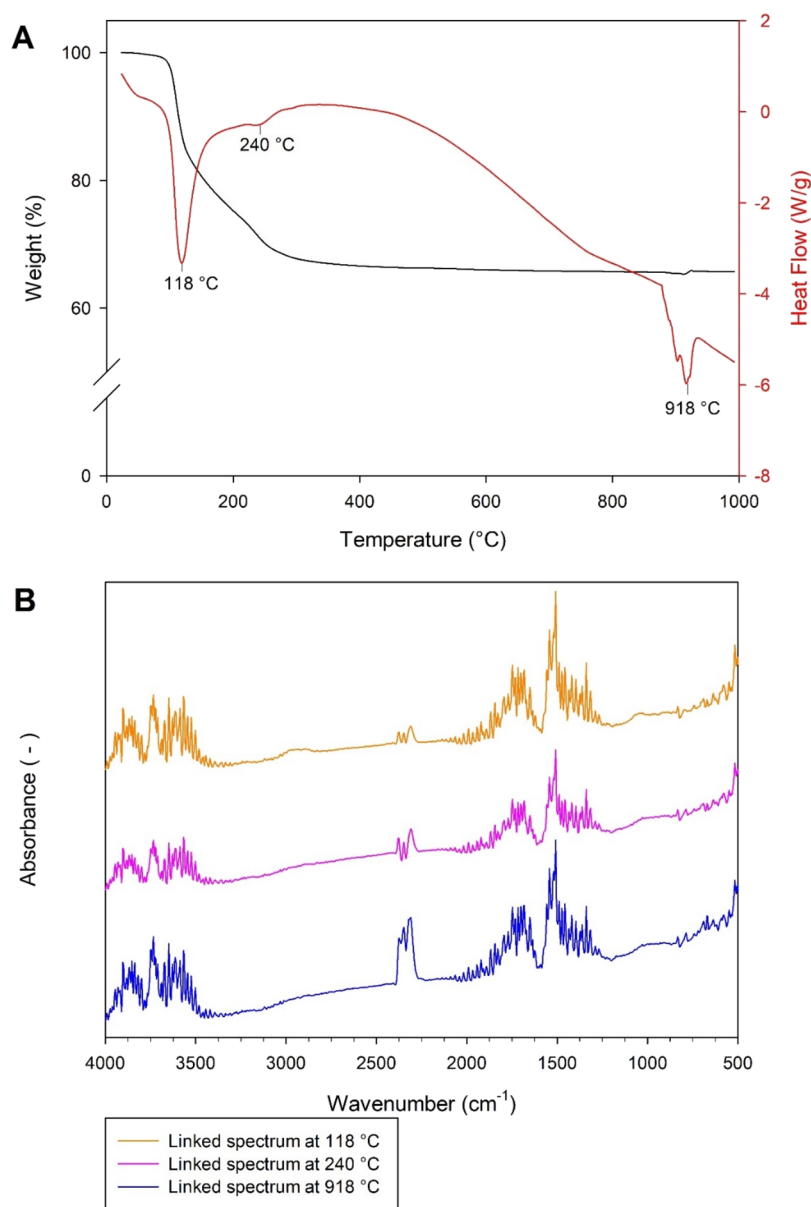 A
100
80
60
0
Weight (%)
2
0
-2
-4
-6
-8
Heat Flow (W/g)
240 °C
118 °C
918 °C
0 200 400 600 800 1000
Temperature (°C)
B
Absorbance ( - )
4000 3500 3000 2500 2000 1500 1000 500
Wavenumber (cm⁻¹)
Linked spectrum at 118 °C
Linked spectrum at 240 °C
Linked spectrum at 918 °C